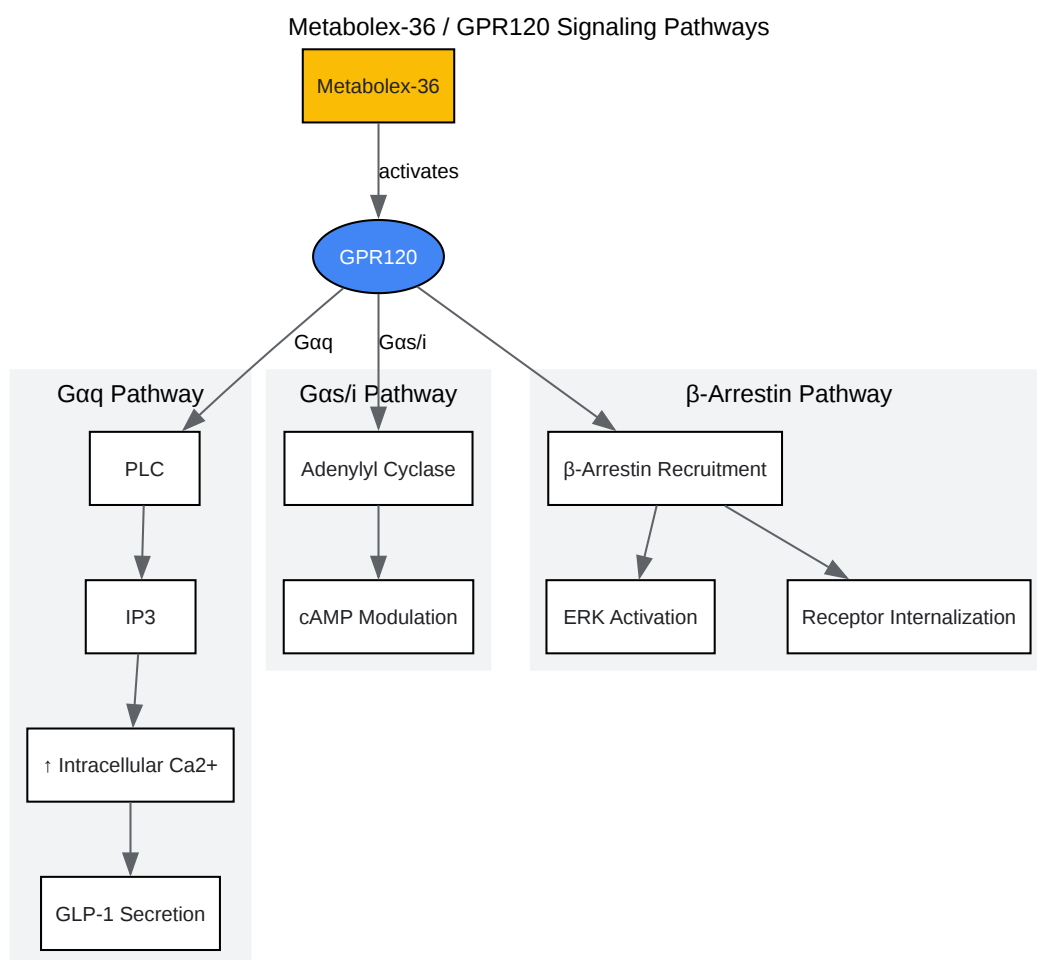 Metabolex-36 / GPR120 Signaling Pathways
Metabolex-36
activates
GPR120
Gαq
Gαs/i
Gαq Pathway
PLC
IP3
↑ Intracellular Ca2+
GLP-1 Secretion
Gαs/i Pathway
Adenylyl Cyclase
cAMP Modulation
β-Arrestin Pathway
β-Arrestin Recruitment
ERK Activation
Receptor Internalization